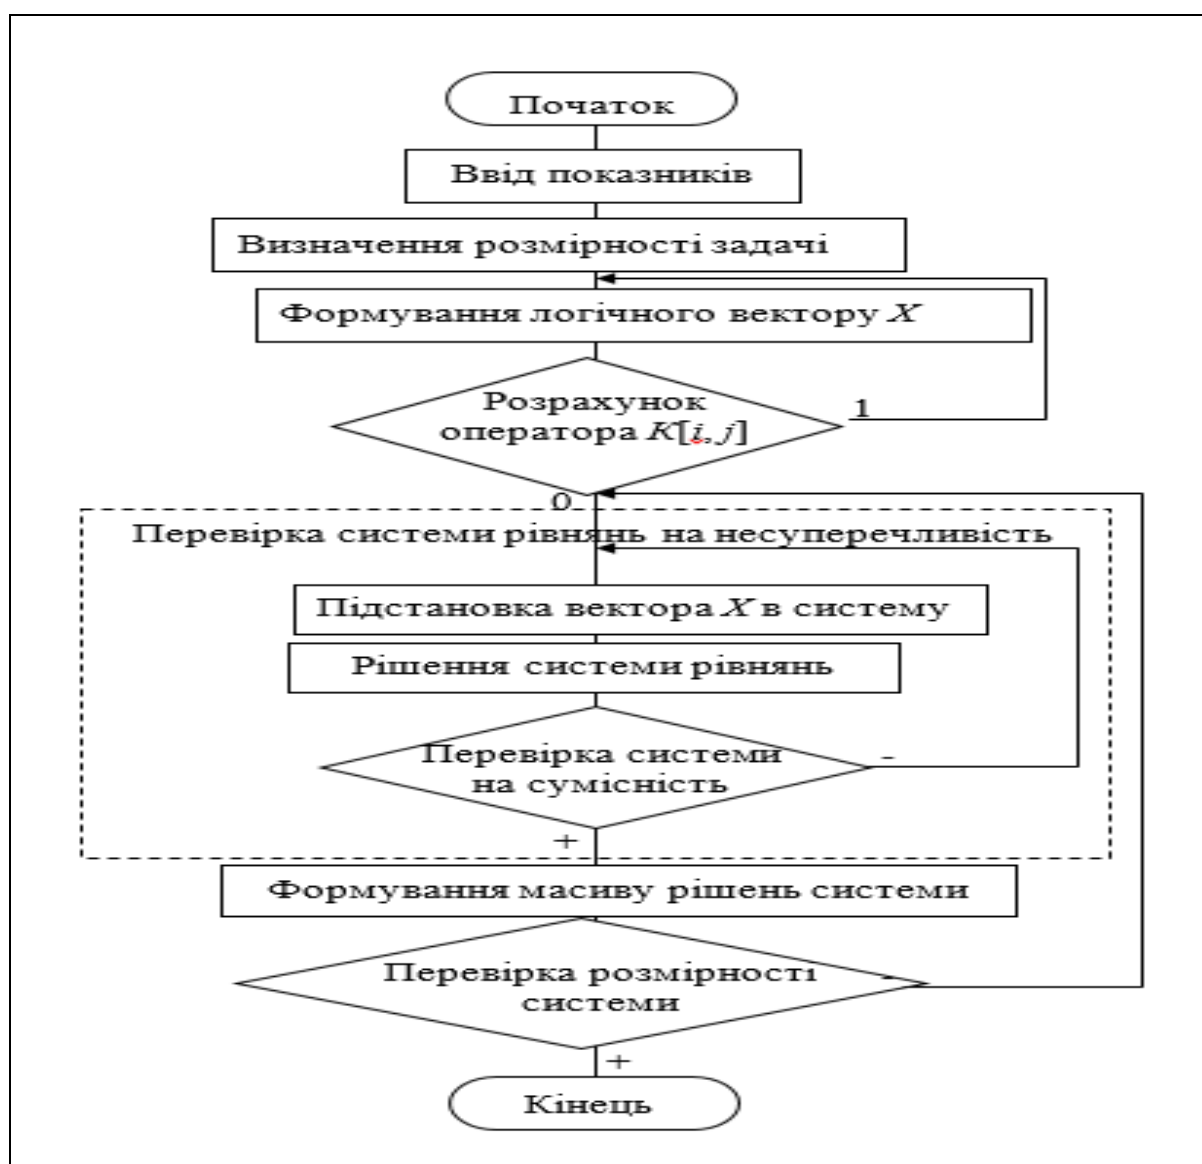 Початок
Ввід показників
Визначення розмірності задачі
Формування логічного вектору X
Розрахунок
оператора K[i, j]
1
0
Перевірка системи рівнянь на несуперечливість
Підстановка вектора X в систему
Рішення системи рівнянь
Перевірка системи
на сумісність
-
+
Формування масиву рішень системи
Перевірка розмірності
системи
-
+
Кінець